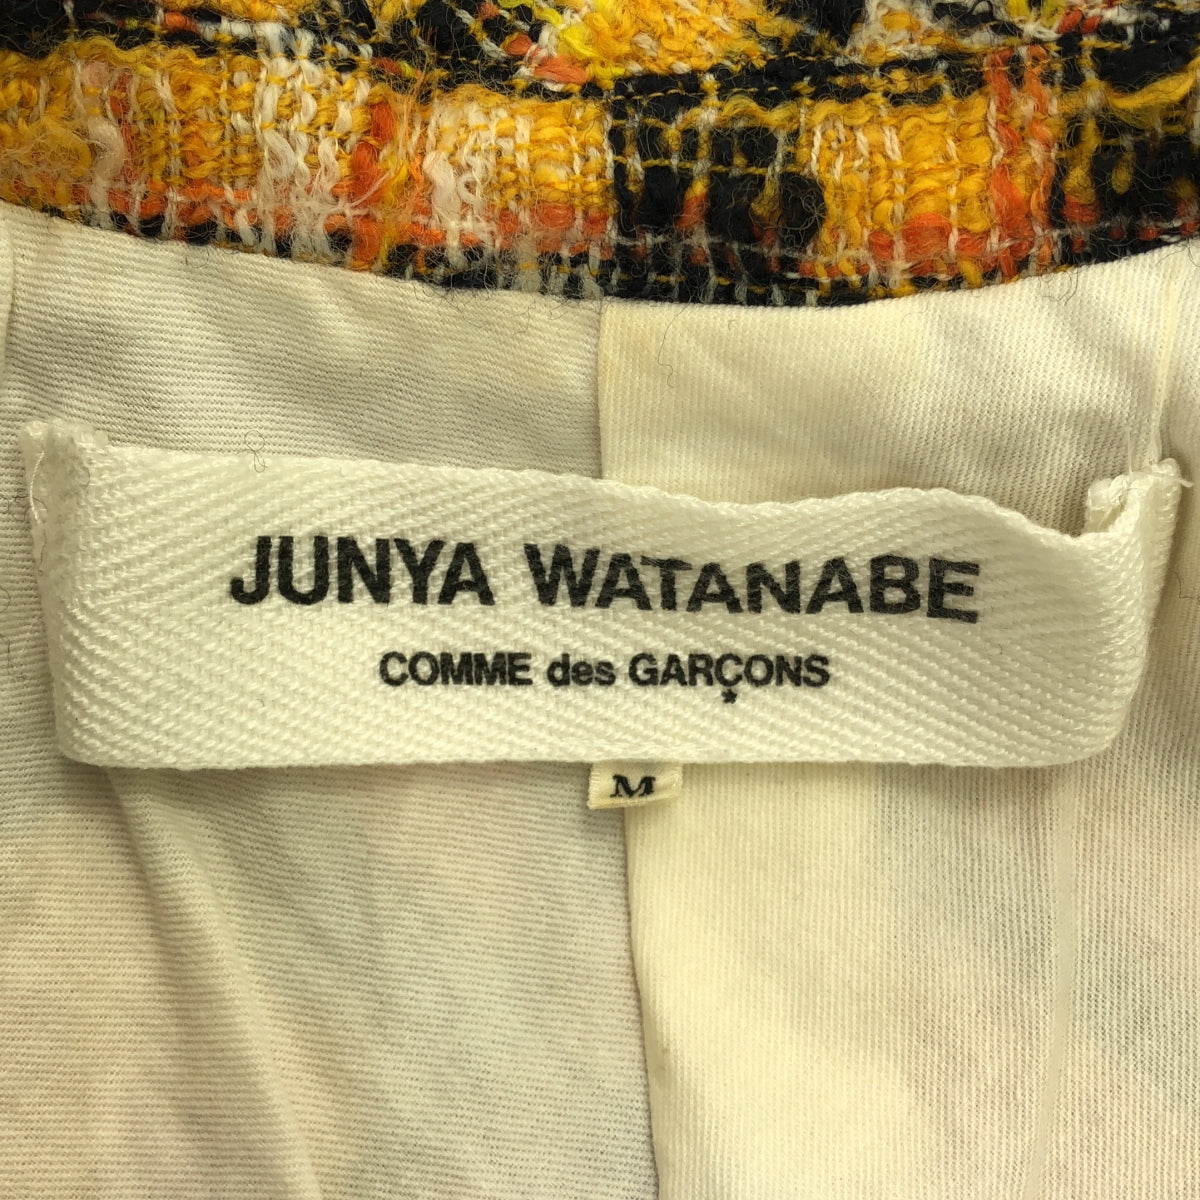 JUNYA WATANABE
COMME des GARÇONS
*
M